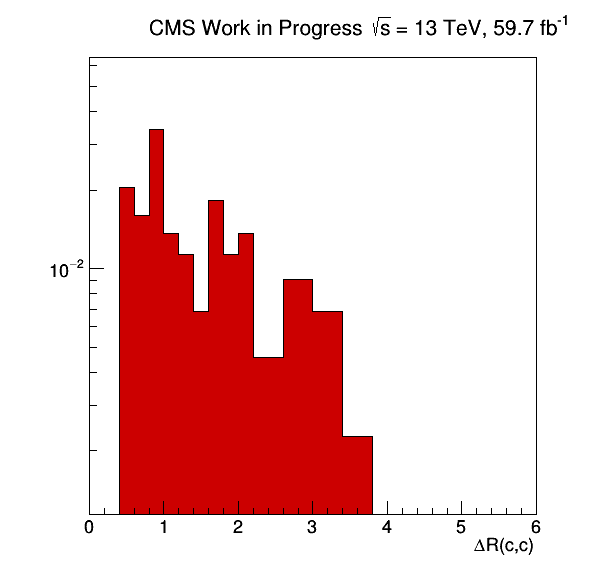 CMS Work in Progress √s = 13 TeV, 59.7 fb⁻¹
10⁻²
0 1 2 3 4 5 6
ΔR(c,c)